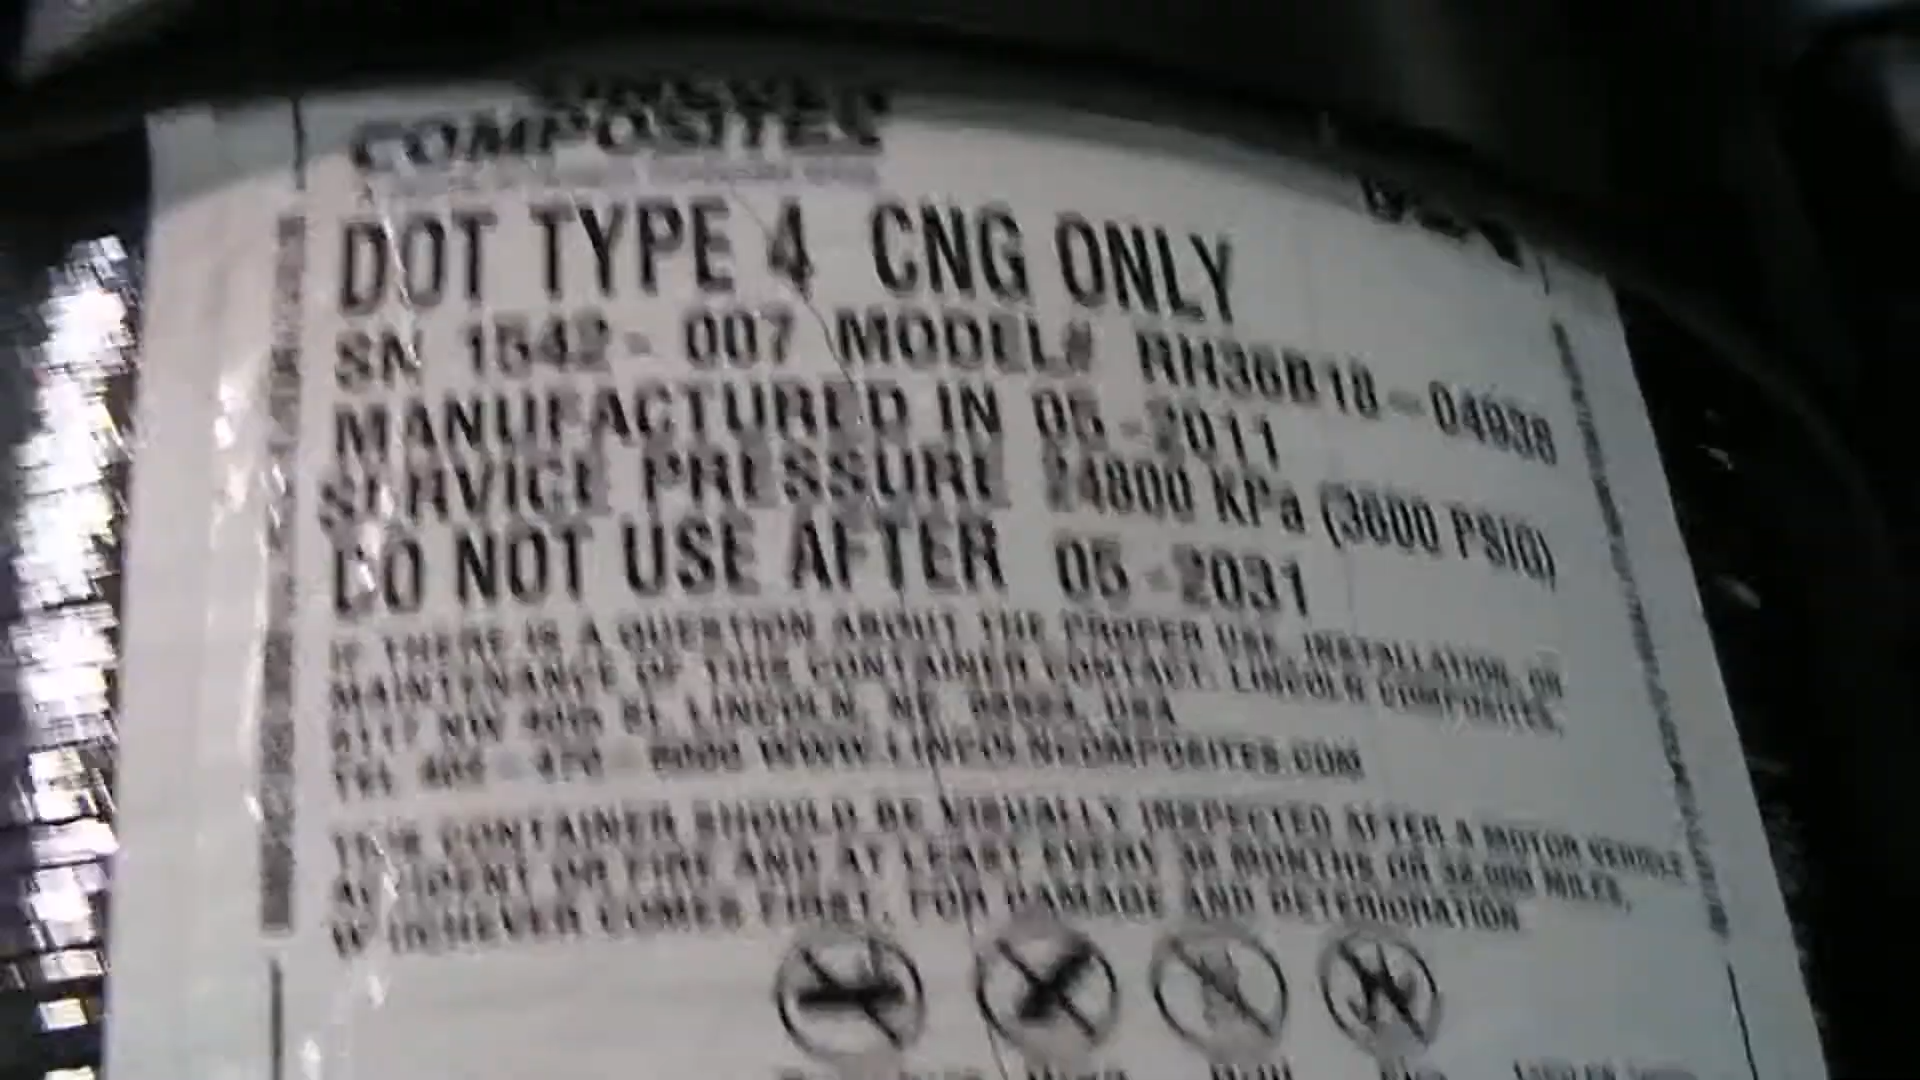 COMPOSITES
DOT TYPE 4 CNG ONLY
SN 1542-007 MODEL# RH36B18-04938
MANUFACTURED IN 05-2011
SERVICE PRESSURE 24800 KPa (3600 PSIG)
DO NOT USE AFTER 05-2031
IF THERE IS A QUESTION ABOUT THE PROPER USE, INSTALLATION, OR
MAINTENANCE OF THIS CONTAINER CONTACT: LINCOLN COMPOSITES,
LINCOLN, NE USA
TEL WWW.LINCOLNCOMPOSITES.COM
THIS CONTAINER SHOULD BE VISUALLY INSPECTED AFTER A MOTOR VEHICLE
ACCIDENT OR FIRE AND AT LEAST EVERY 36 MONTHS OR MILES,
WHICHEVER COMES FIRST, FOR DAMAGE AND DETERIORATION